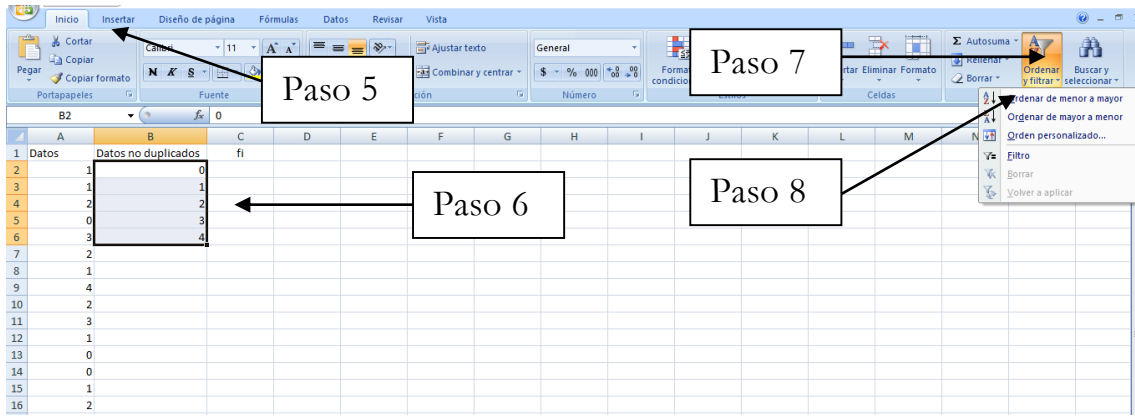 Inicio Insertar Diseño de página Fórmulas Datos Revisar Vista
Pegar
Cortar
Copiar
Copiar formato
Portapapeles
Calibri 11
N K S
Fuente
Ajustar texto
Combinar y centrar
General
$ % 000
Número
Eliminar Formato
Celdas
Σ Autosuma
Rellenar
Borrar
Ordenar
y filtrar
Buscar y
seleccionar
Ordenar de menor a mayor
Ordenar de mayor a menor
Orden personalizado...
Filtro
Borrar
Volver a aplicar
Paso 5
Paso 7
Paso 6
Paso 8
B2 fx 0
A B C D E F G H I J K L M N
1 Datos Datos no duplicados fi
2 1 0
3 1 1
4 2 2
5 0 3
6 3 4
7 2
8 1
9 4
10 2
11 3
12 1
13 0
14 0
15 1
16 2